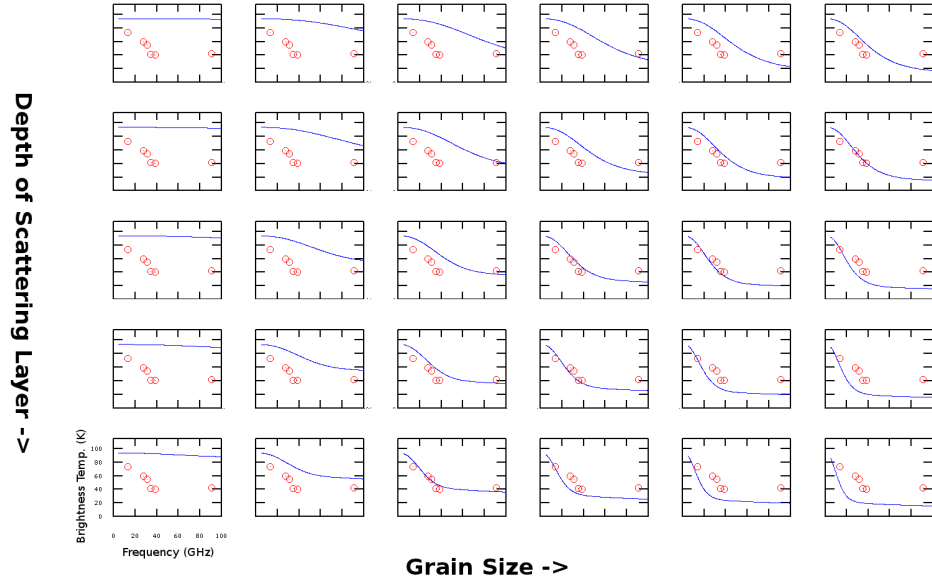 Depth of Scattering Layer ->
Brightness Temp. (K)
100
80
60
40
20
0
0 20 40 60 80 100
Frequency (GHz)
Grain Size ->